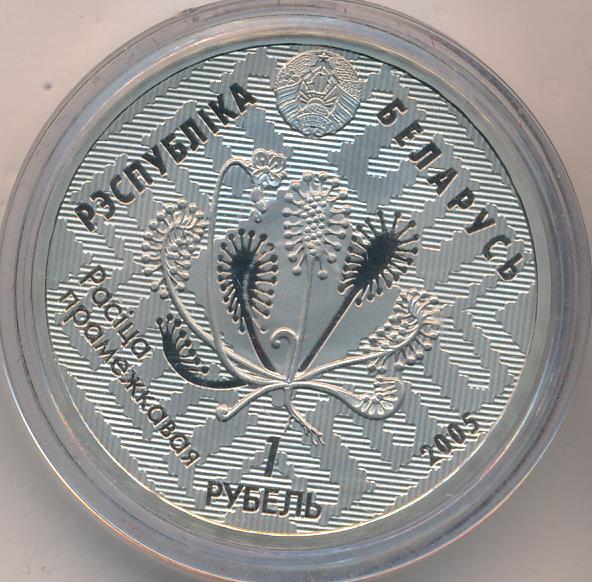 РЭСПУБЛІКА БЕЛАРУСЬ
Расіца
прамежкавая
1
РУБЕЛЬ
2005